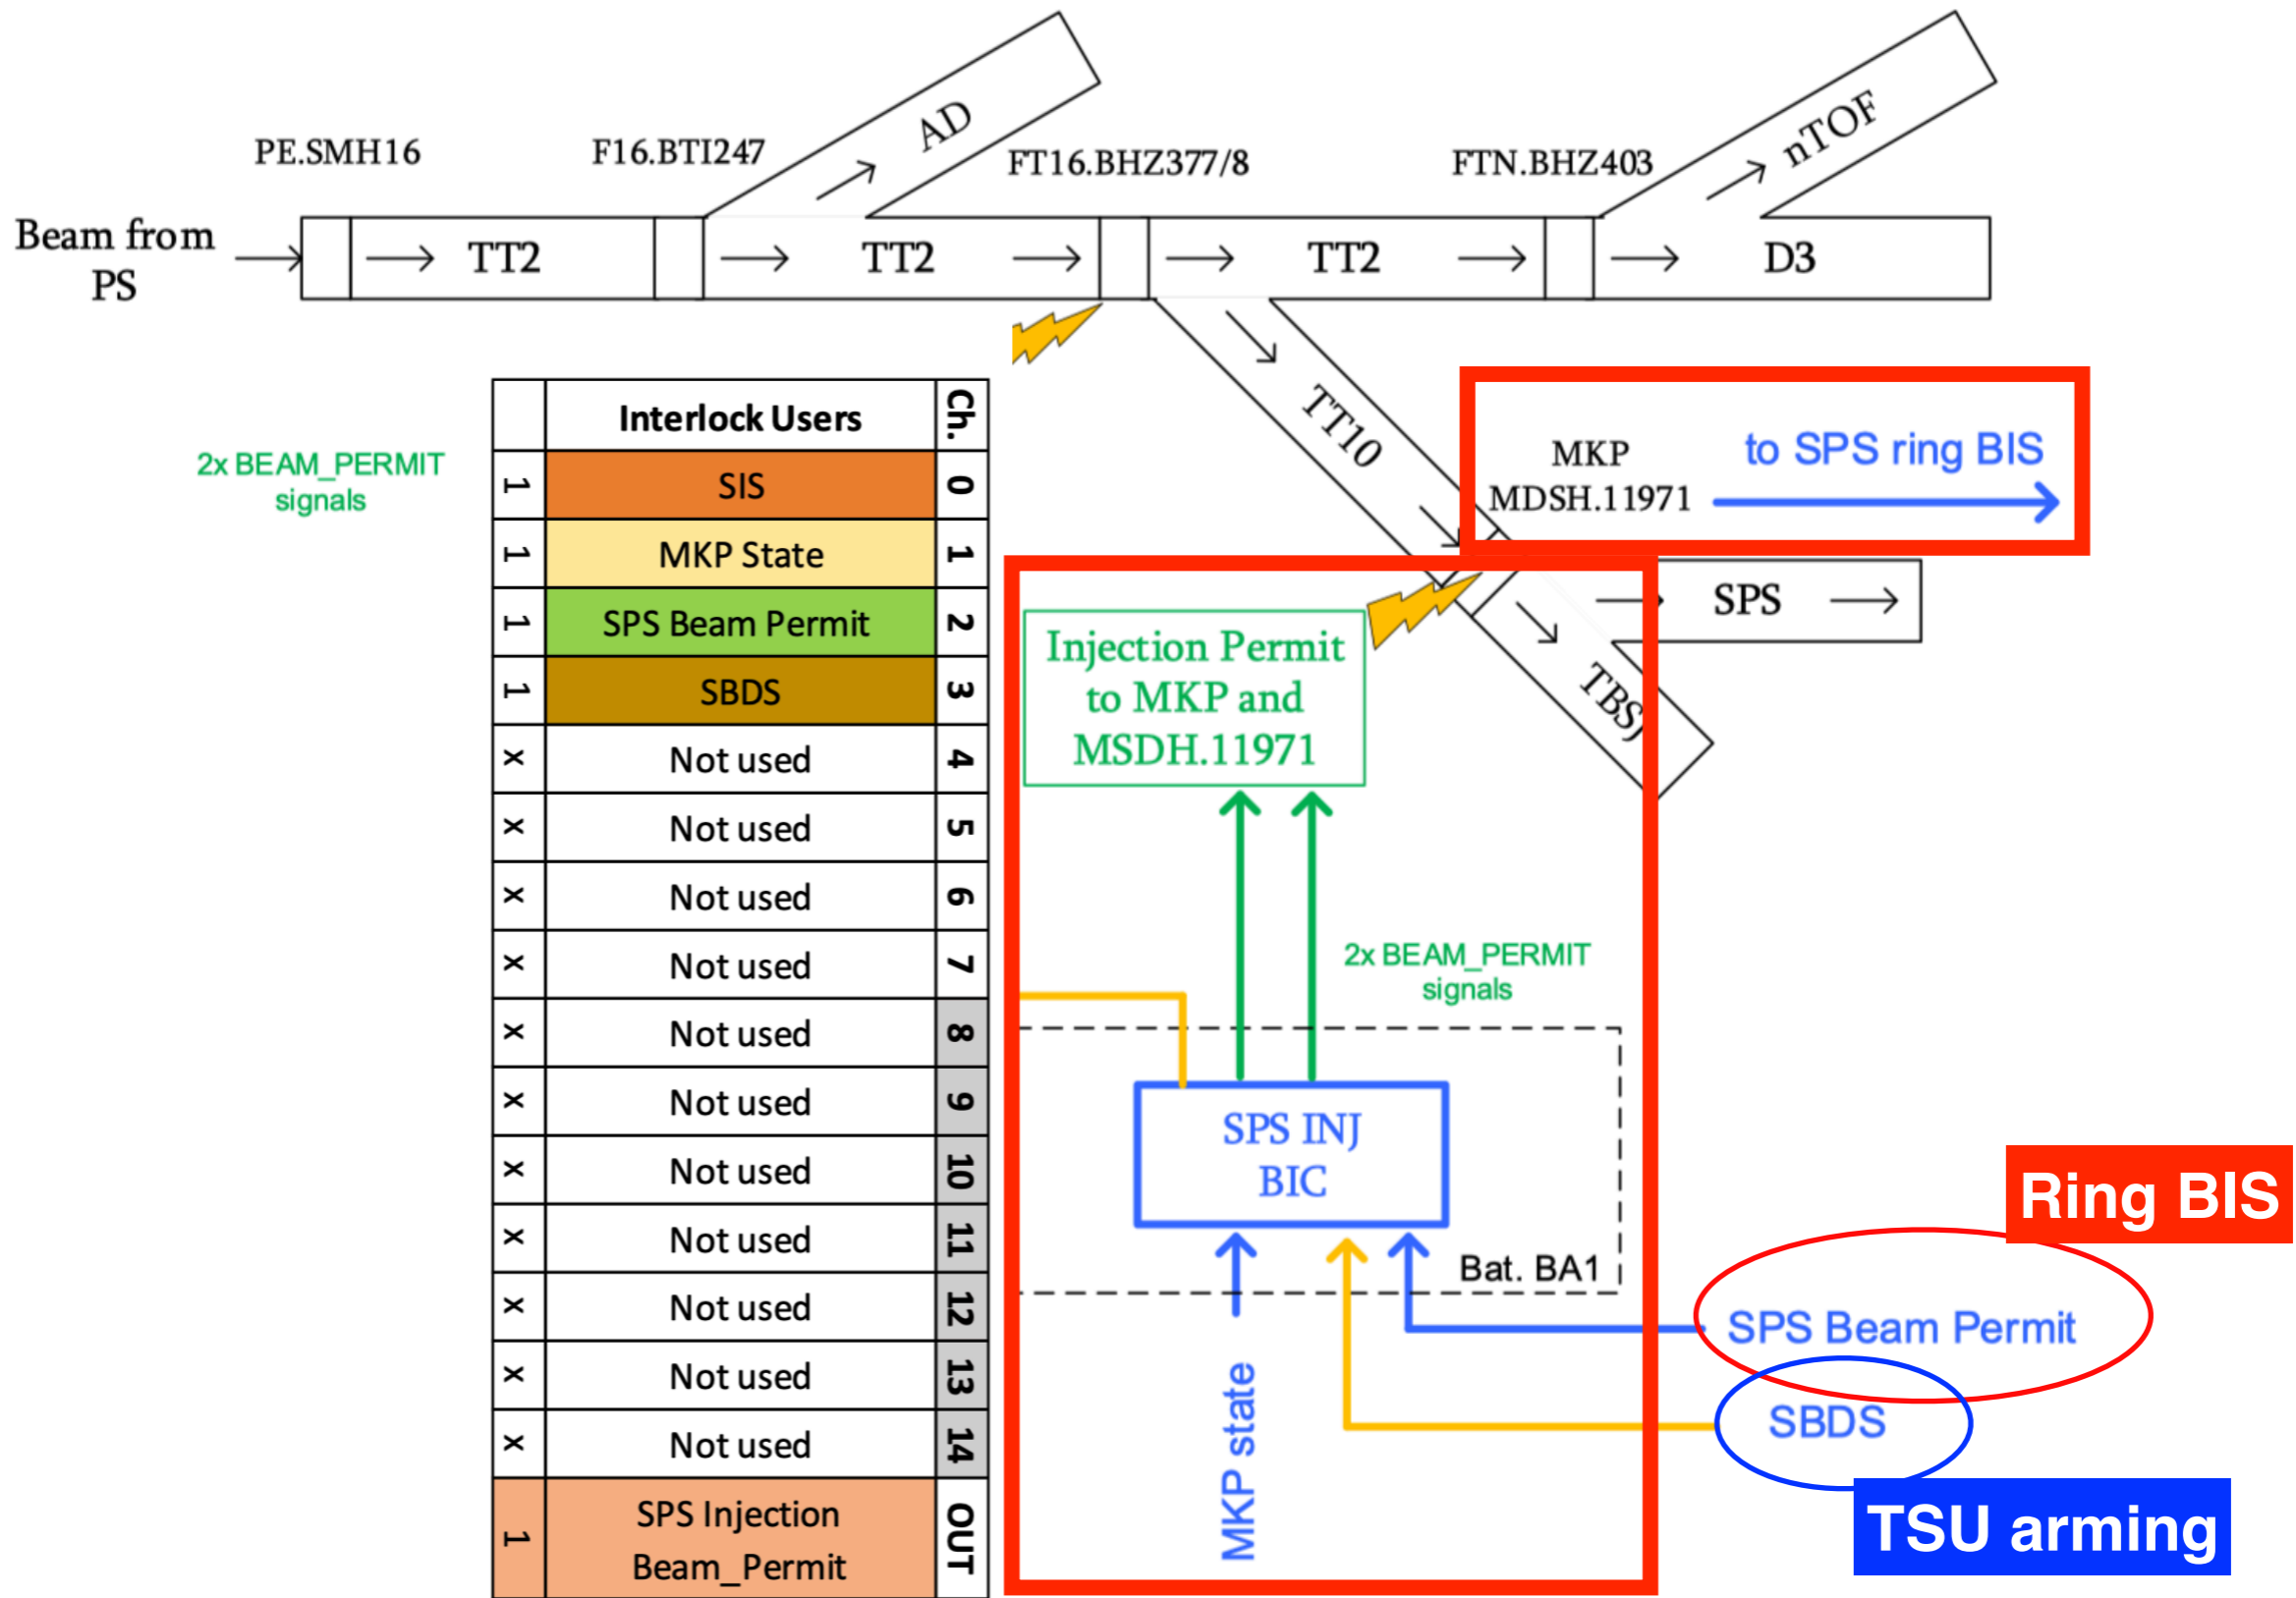 PE.SMH16
F16.BTI247
AD
FT16.BHZ377/8
FTN.BHZ403
nTOF
Beam from
PS
TT2
TT2
TT2
D3
TT10
MKP
MDSH.11971
to SPS ring BIS
SPS
TBSJ
2x BEAM_PERMIT
signals
Interlock Users Ch.
1 SIS 0
1 MKP State 1
1 SPS Beam Permit 2
1 SBDS 3
x Not used 4
x Not used 5
x Not used 6
x Not used 7
x Not used 8
x Not used 9
x Not used 10
x Not used 11
x Not used 12
x Not used 13
x Not used 14
1 SPS Injection
Beam_Permit OUT
Injection Permit
to MKP and
MSDH.11971
2x BEAM_PERMIT
signals
SPS INJ
BIC
Bat. BA1
MKP state
Ring BIS
SPS Beam Permit
SBDS
TSU arming